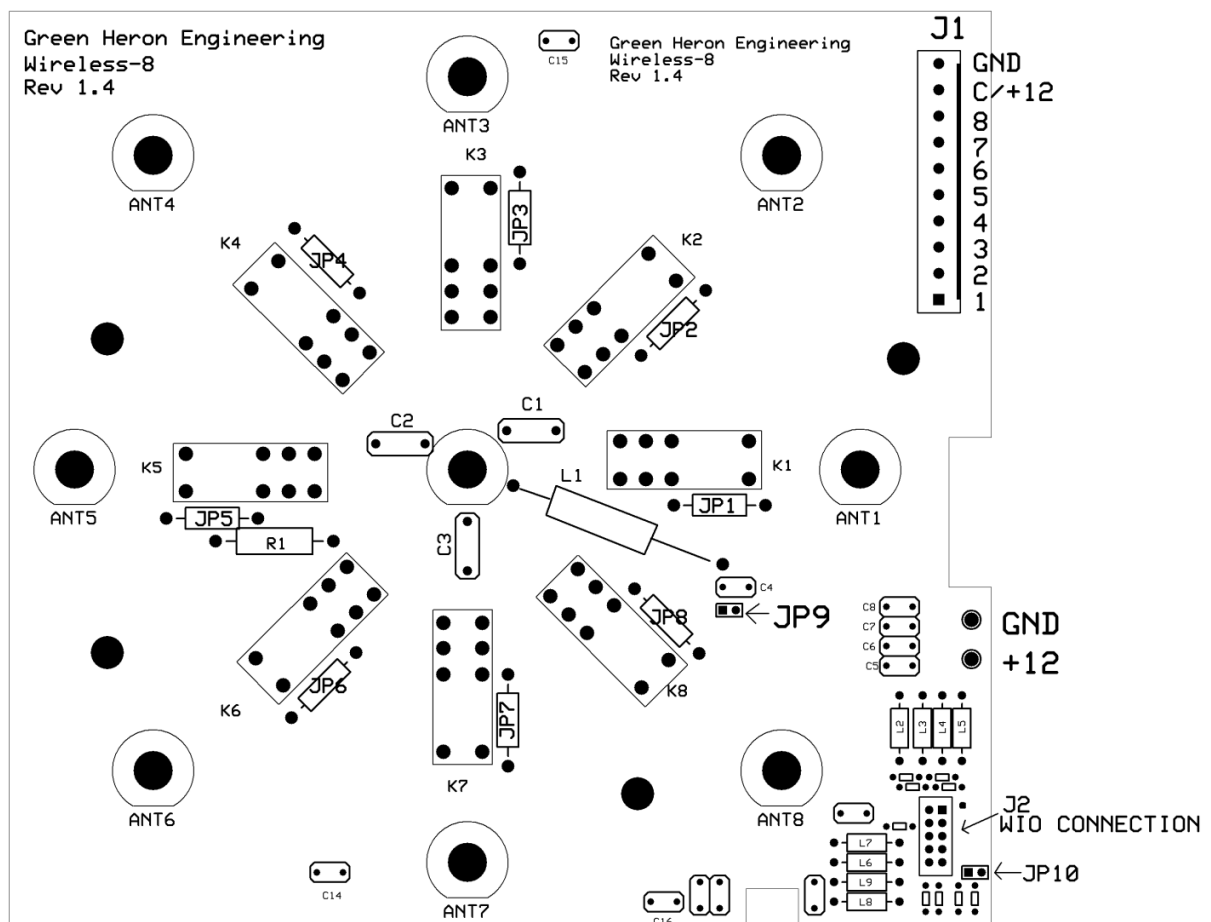 Green Heron Engineering
Wireless-8
Rev 1.4
C15
Green Heron Engineering
Wireless-8
Rev 1.4
J1
GND
C/+12
8
7
6
5
4
3
2
1
ANT3
ANT4
ANT2
K3
JP3
K4
JP4
K2
JP2
C2
C1
K5
K1
L1
ANT5
JP5
JP1
ANT1
R1
C3
C4
JP9
C8
C7
C6
C5
GND
+12
JP8
JP6
K6
K8
JP7
L2
L3
L4
L5
K7
J2
WIO CONNECTION
ANT6
ANT8
L7
L6
L9
L8
JP10
C14
ANT7
C16